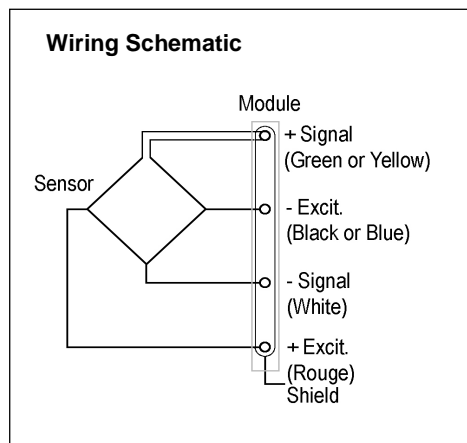 Wiring Schematic
Module
Sensor
+ Signal
(Green or Yellow)
- Excit.
(Black or Blue)
- Signal
(White)
+ Excit.
(Rouge)
Shield